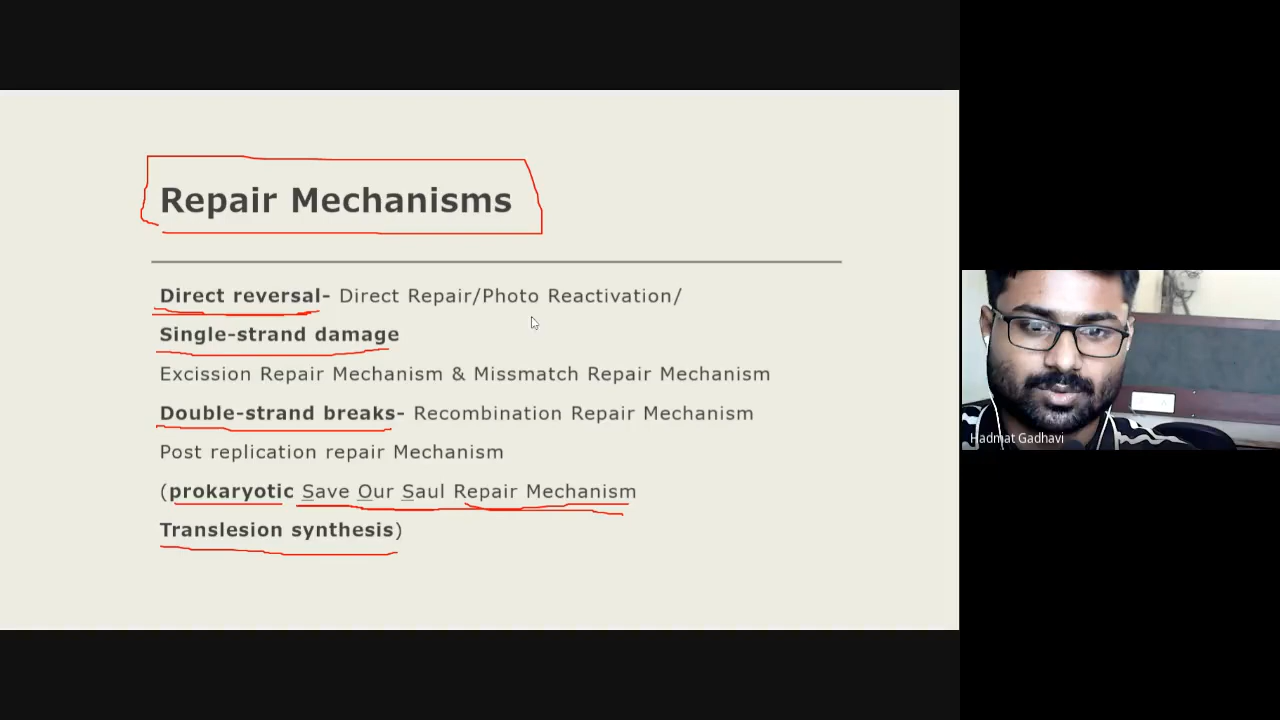 Repair Mechanisms
Direct reversal- Direct Repair/Photo Reactivation/
Single-strand damage
Excission Repair Mechanism & Missmatch Repair Mechanism
Double-strand breaks- Recombination Repair Mechanism
Post replication repair Mechanism
(prokaryotic Save Our Saul Repair Mechanism
Translesion synthesis)
Hadmat Gadhavi